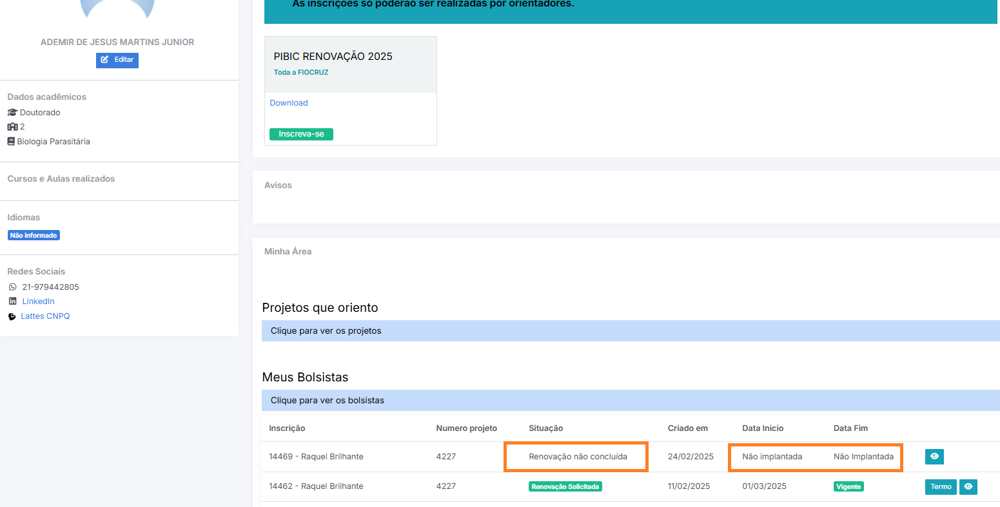 As inscrições só poderão ser realizadas por orientadores.
ADEMIR DE JESUS MARTINS JUNIOR
Editar
Dados acadêmicos
Doutorado
2
Biologia Parasitária
Cursos e Aulas realizados
Idiomas
Não informado
Redes Sociais
21-979442805
LinkedIn
Lattes CNPQ
PIBIC RENOVAÇÃO 2025
Toda a FIOCRUZ
Download
Inscreva-se
Avisos
Minha Área
Projetos que oriento
Clique para ver os projetos
Meus Bolsistas
Clique para ver os bolsistas
Inscrição Numero projeto Situação Criado em Data Inicio Data Fim
14469 - Raquel Brilhante 4227 Renovação não concluída 24/02/2025 Não implantada Não Implantada
14462 - Raquel Brilhante 4227 Renovação Solicitada 11/02/2025 01/03/2025 Vigente Termo